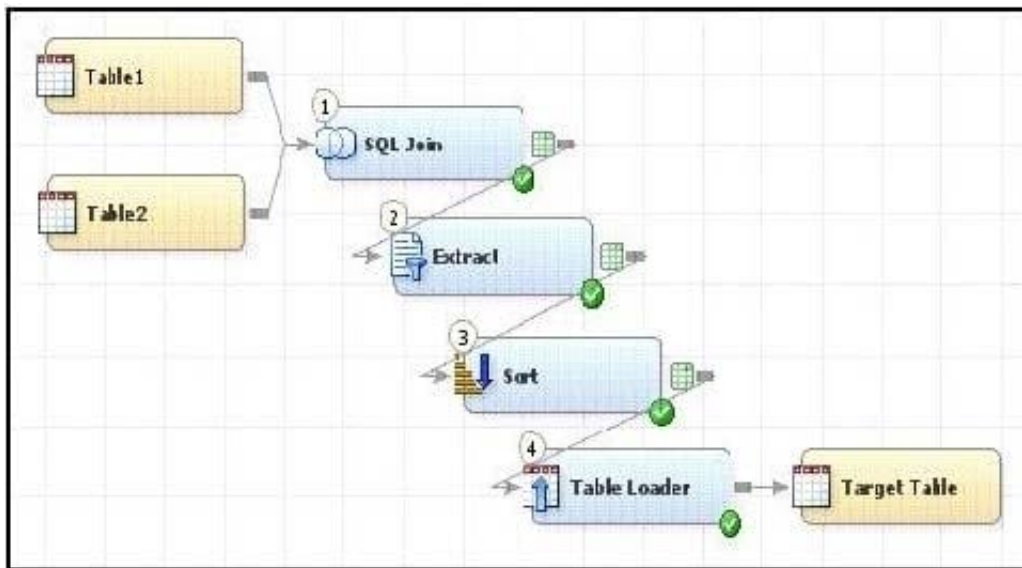 Table1
1
SQL Join
Table2
2
Extract
3
Sort
4
Table Loader
Target Table